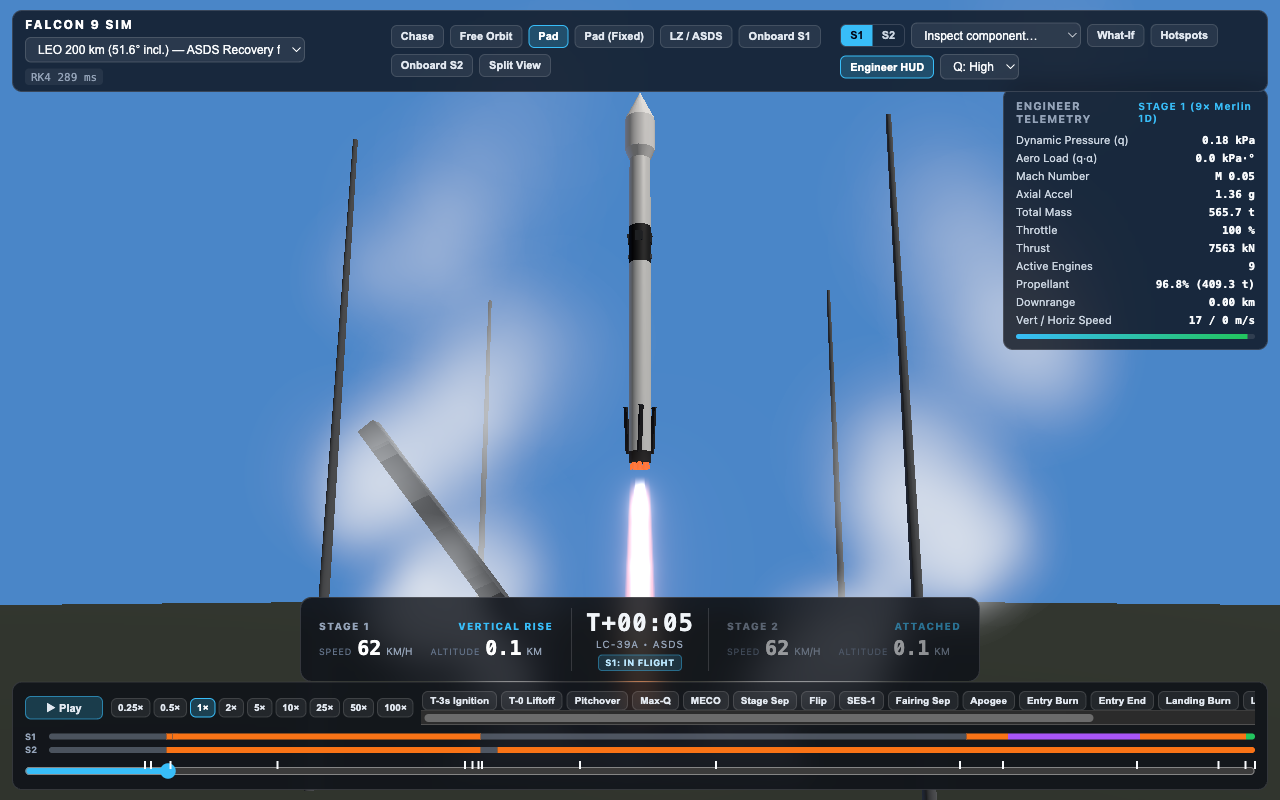 FALCON 9 SIM
LEO 200 km (51.6° incl.) — ASDS Recovery f
RK4 289 ms
Chase
Free Orbit
Pad
Pad (Fixed)
LZ / ASDS
Onboard S1
Onboard S2
Split View
S1
S2
Inspect component…
What-If
Hotspots
Engineer HUD
Q: High
ENGINEER TELEMETRY
STAGE 1 (9× Merlin 1D)
Dynamic Pressure (q) 0.18 kPa
Aero Load (q·α) 0.0 kPa·°
Mach Number M 0.05
Axial Accel 1.36 g
Total Mass 565.7 t
Throttle 100 %
Thrust 7563 kN
Active Engines 9
Propellant 96.8% (409.3 t)
Downrange 0.00 km
Vert / Horiz Speed 17 / 0 m/s
STAGE 1 VERTICAL RISE
SPEED 62 KM/H ALTITUDE 0.1 KM
T+00:05
LC-39A • ASDS
S1: IN FLIGHT
STAGE 2 ATTACHED
SPEED 62 KM/H ALTITUDE 0.1 KM
▶ Play
0.25×
0.5×
1×
2×
5×
10×
25×
50×
100×
T-3s Ignition
T-0 Liftoff
Pitchover
Max-Q
MECO
Stage Sep
Flip
SES-1
Fairing Sep
Apogee
Entry Burn
Entry End
Landing Burn
L
S1
S2